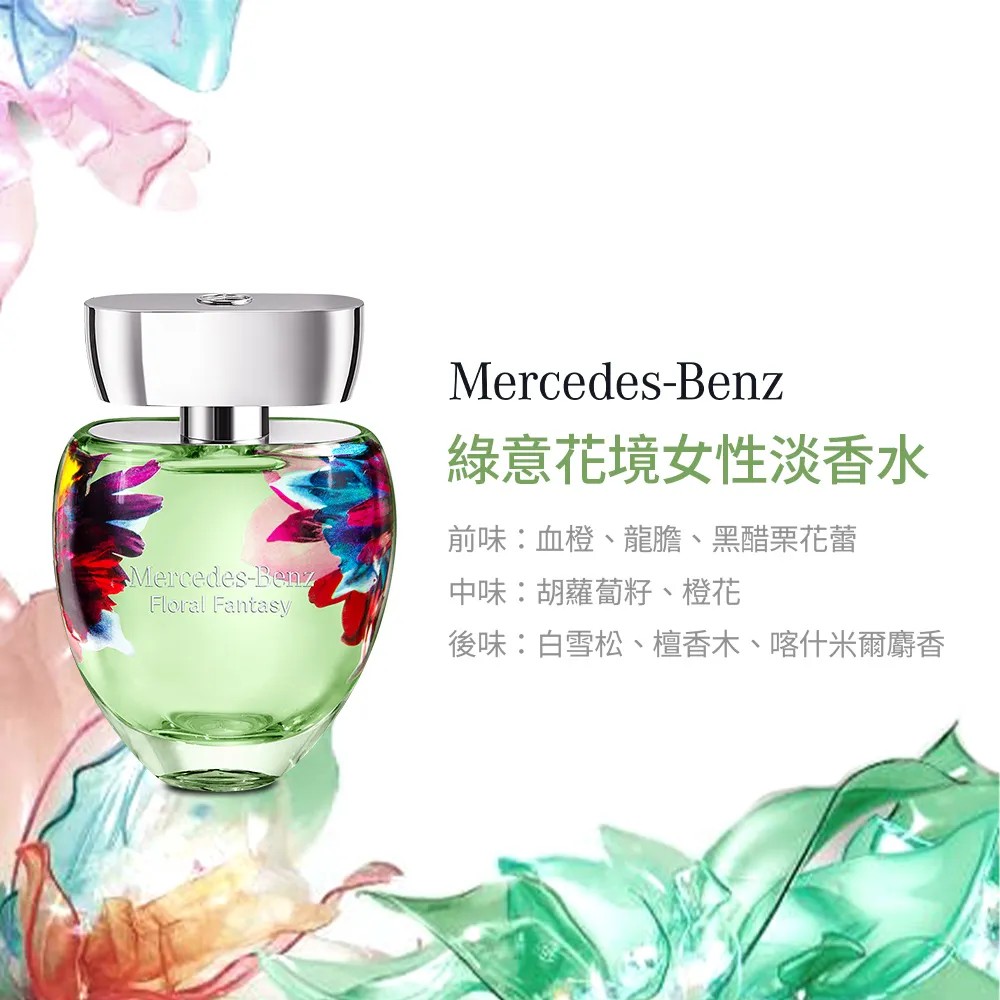 Mercedes-Benz
Floral Fantasy
Mercedes-Benz
綠意花境女性淡香水
前味：血橙、龍膽、黑醋栗花蕾
中味：胡蘿蔔籽、橙花
後味：白雪松、檀香木、喀什米爾麝香